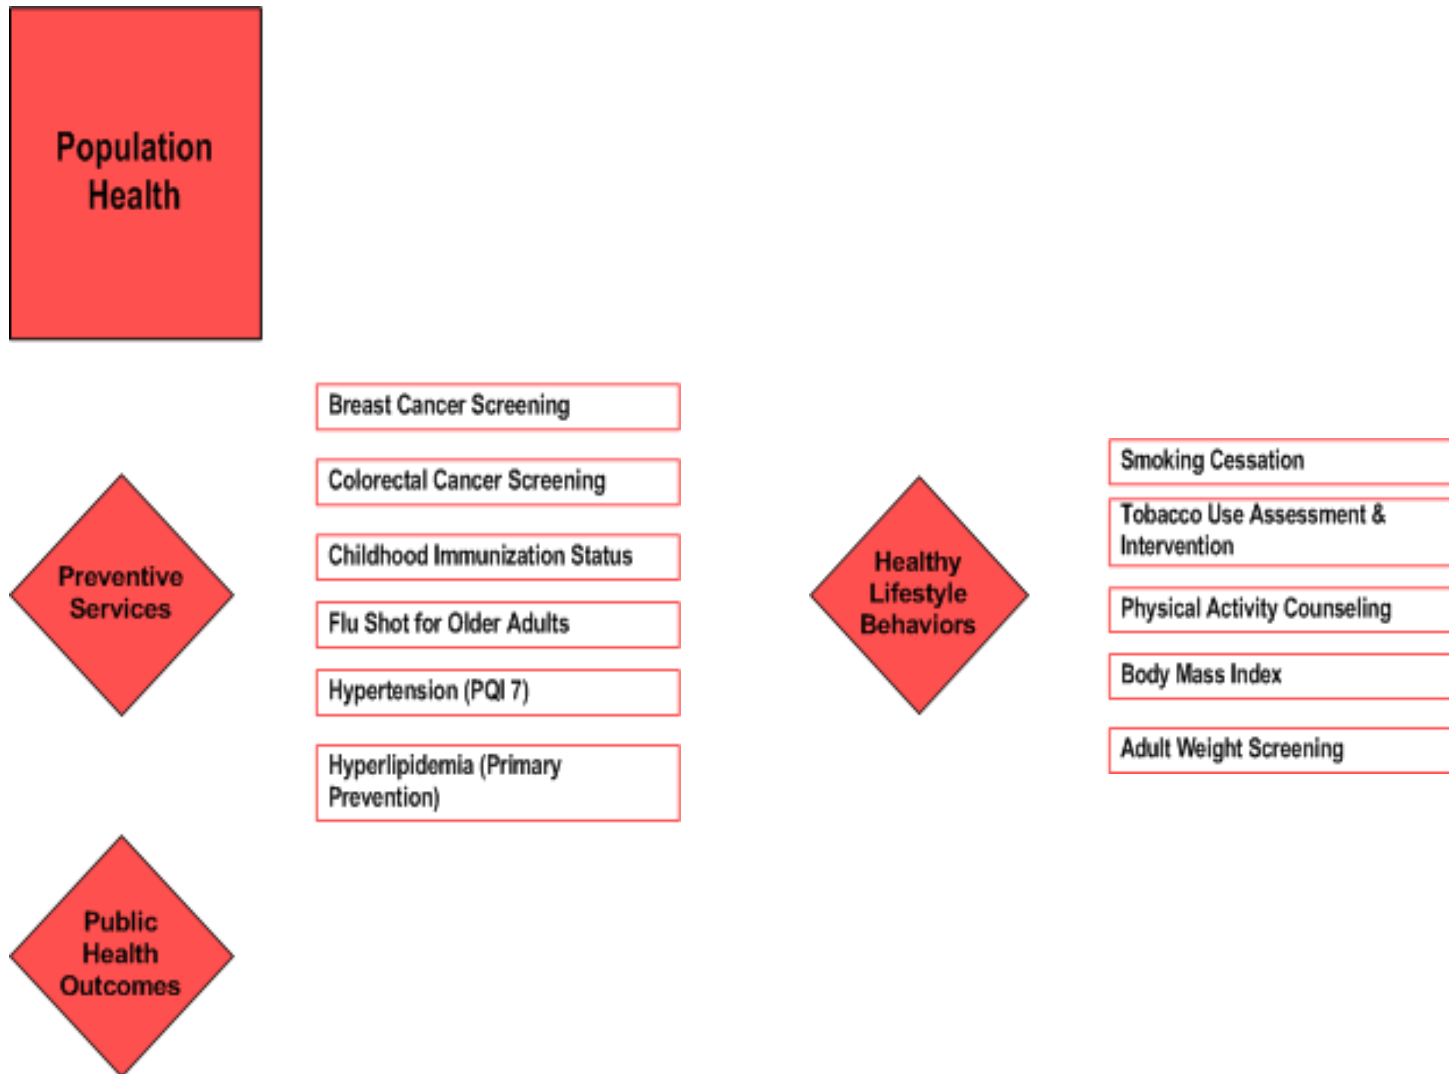 Population
Health
Breast Cancer Screening
Colorectal Cancer Screening
Childhood Immunization Status
Flu Shot for Older Adults
Hypertension (PQI 7)
Hyperlipidemia (Primary
Prevention)
Preventive
Services
Healthy
Lifestyle
Behaviors
Smoking Cessation
Tobacco Use Assessment &
Intervention
Physical Activity Counseling
Body Mass Index
Adult Weight Screening
Public
Health
Outcomes